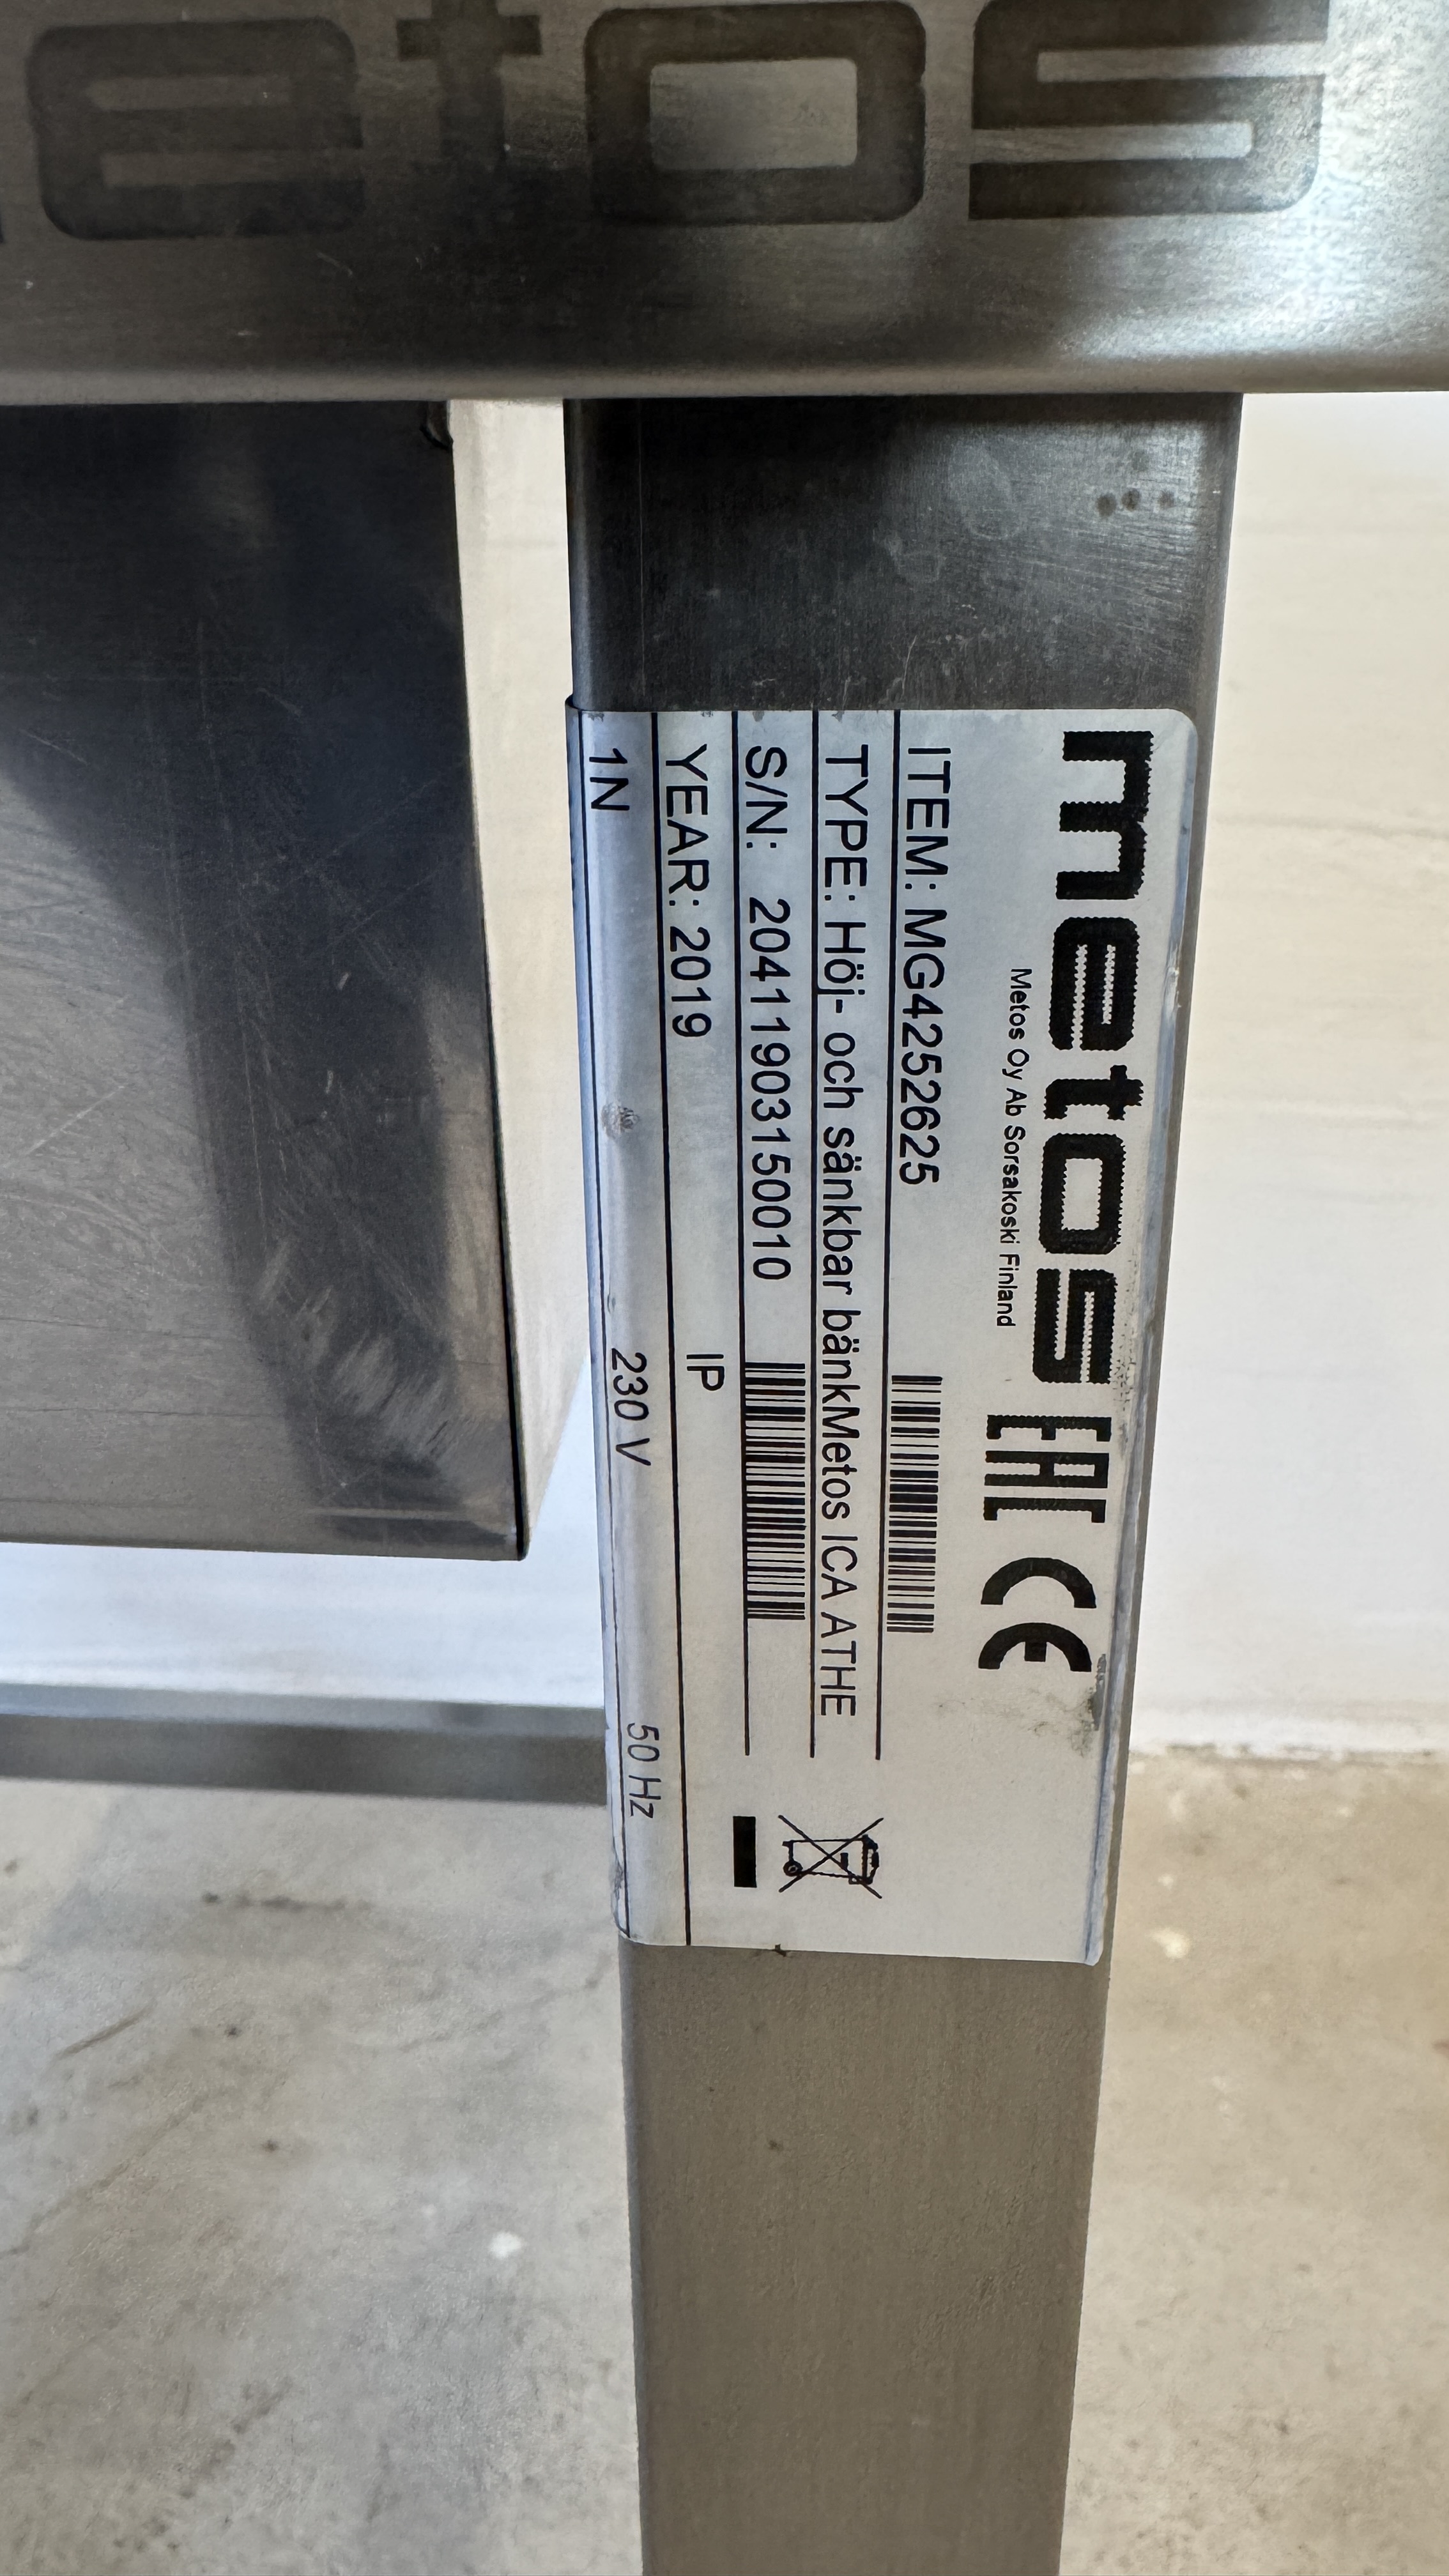 metos
metos EAC CE
Metos Oy Ab Sorsakoski Finland
ITEM: MG4252625
TYPE: Höj- och sänkbar bänkMetos ICA ATHE
S/N: 20411903150010
YEAR: 2019 IP
1N 230 V 50 Hz